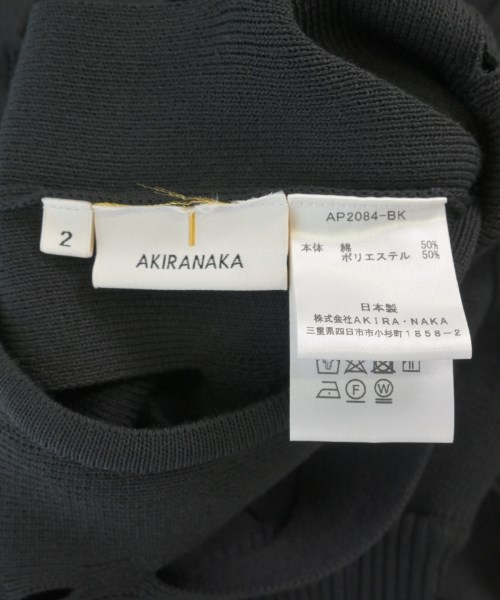 2
AKIRANAKA
AP2084-BK
本体 綿 50%
ポリエステル 50%
日本製
株式会社AKIRA・NAKA
三重県四日市市小杉町1858-2
F W